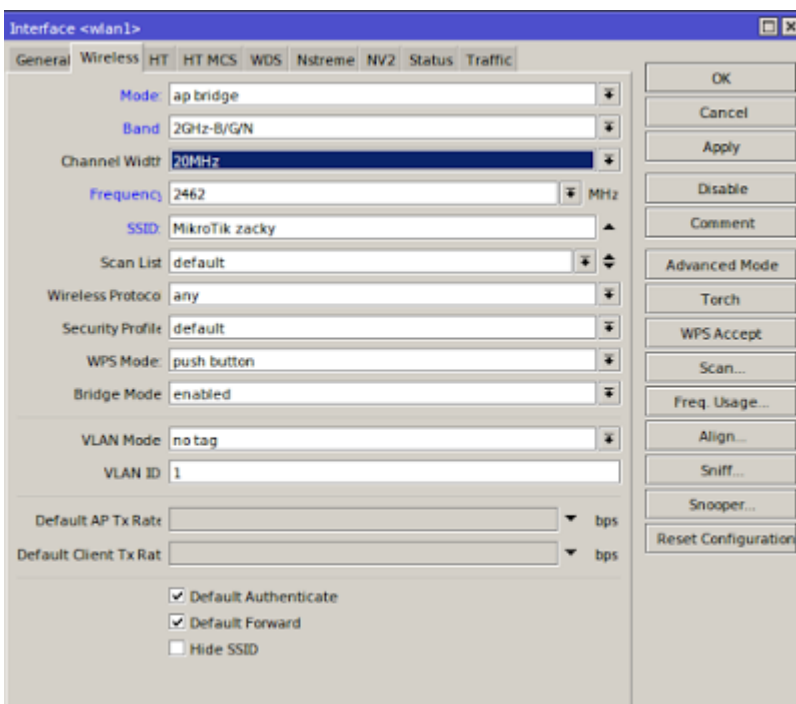 Interface <wlan1>
General Wireless HT HT MCS WDS Nstreme NV2 Status Traffic
Mode: ap bridge
Band 2GHz-B/G/N
Channel Width 20MHz
Frequency 2462 MHz
SSID: MikroTik zacky
Scan List default
Wireless Protoco any
Security Profile default
WPS Mode: push button
Bridge Mode enabled
VLAN Mode no tag
VLAN ID 1
Default AP Tx Rate bps
Default Client Tx Rat bps
Default Authenticate
Default Forward
Hide SSID
OK
Cancel
Apply
Disable
Comment
Advanced Mode
Torch
WPS Accept
Scan...
Freq. Usage...
Align...
Sniff...
Snooper...
Reset Configuration